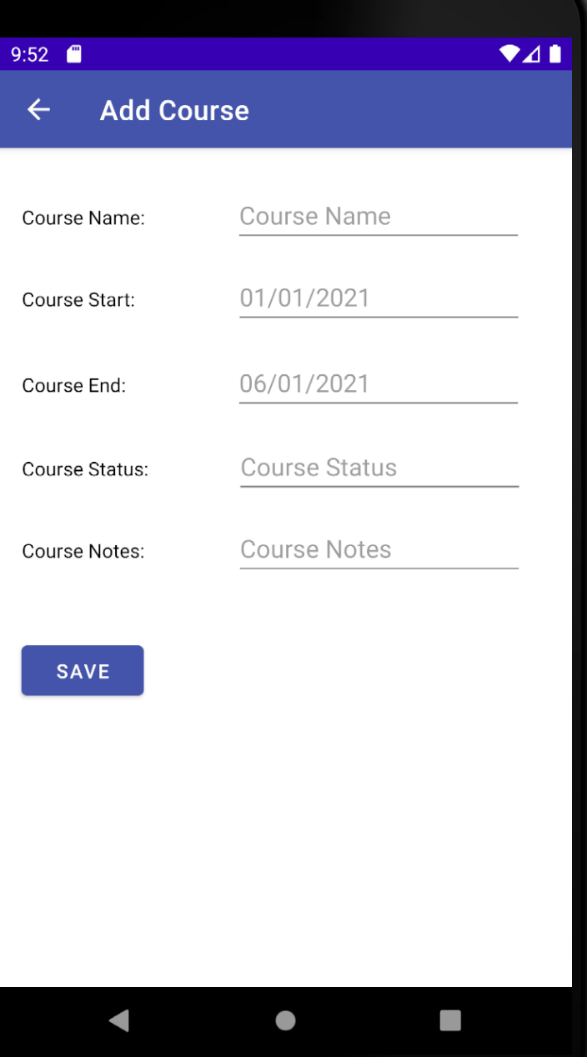 9:52
Add Course
Course Name: Course Name
Course Start: 01/01/2021
Course End: 06/01/2021
Course Status: Course Status
Course Notes: Course Notes
SAVE